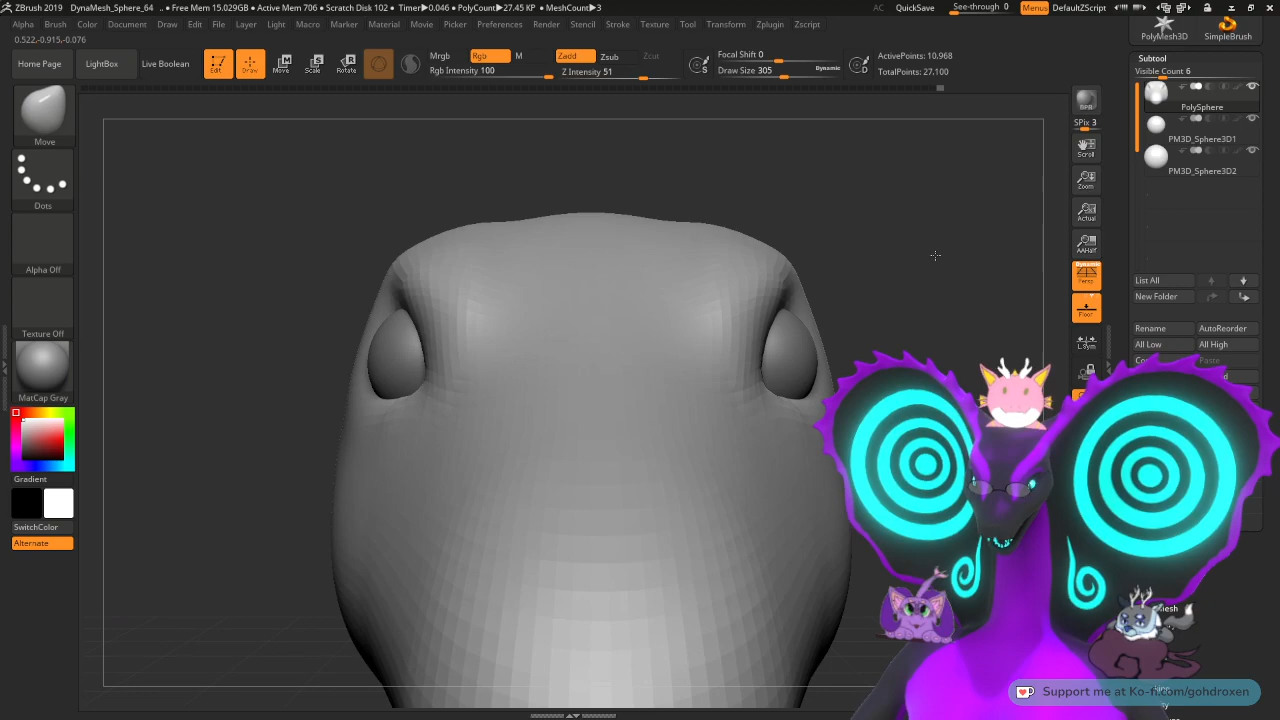 ZBrush 2019 DynaMesh_Sphere_64 .. • Free Mem 15.029GB • Active Mem 706 • Scratch Disk 102 • Timer▶0.046 • PolyCount▶27.45 KP • MeshCount▶3
AC QuickSave See-through 0 Menus DefaultZScript
Alpha Brush Color Document Draw Edit File Layer Light Macro Marker Material Movie Picker Preferences Render Stencil Stroke Texture Tool Transform Zplugin Zscript
0.522,-0.915,-0.076
PolyMesh3D SimpleBrush
Home Page LightBox Live Boolean
Edit Draw Move Scale Rotate
Mrgb Rgb M
Rgb Intensity 100
Zadd Zsub Zcut
Z Intensity 51
Focal Shift 0
Draw Size 305 Dynamic
ActivePoints: 10,968
TotalPoints: 27,100
Subtool
Visible Count 6
PolySphere
PM3D_Sphere3D1
PM3D_Sphere3D2
List All
New Folder
Rename AutoReorder
All Low All High
Paste
Move
Dots
Alpha Off
Texture Off
MatCap Gray
Gradient
SwitchColor
Alternate
BPR
SPix 3
Scroll
Zoom
Actual
AAHalf
Dynamic
Persp
Floor
L.Sym
Support me at Ko-fi.com/gohdroxen